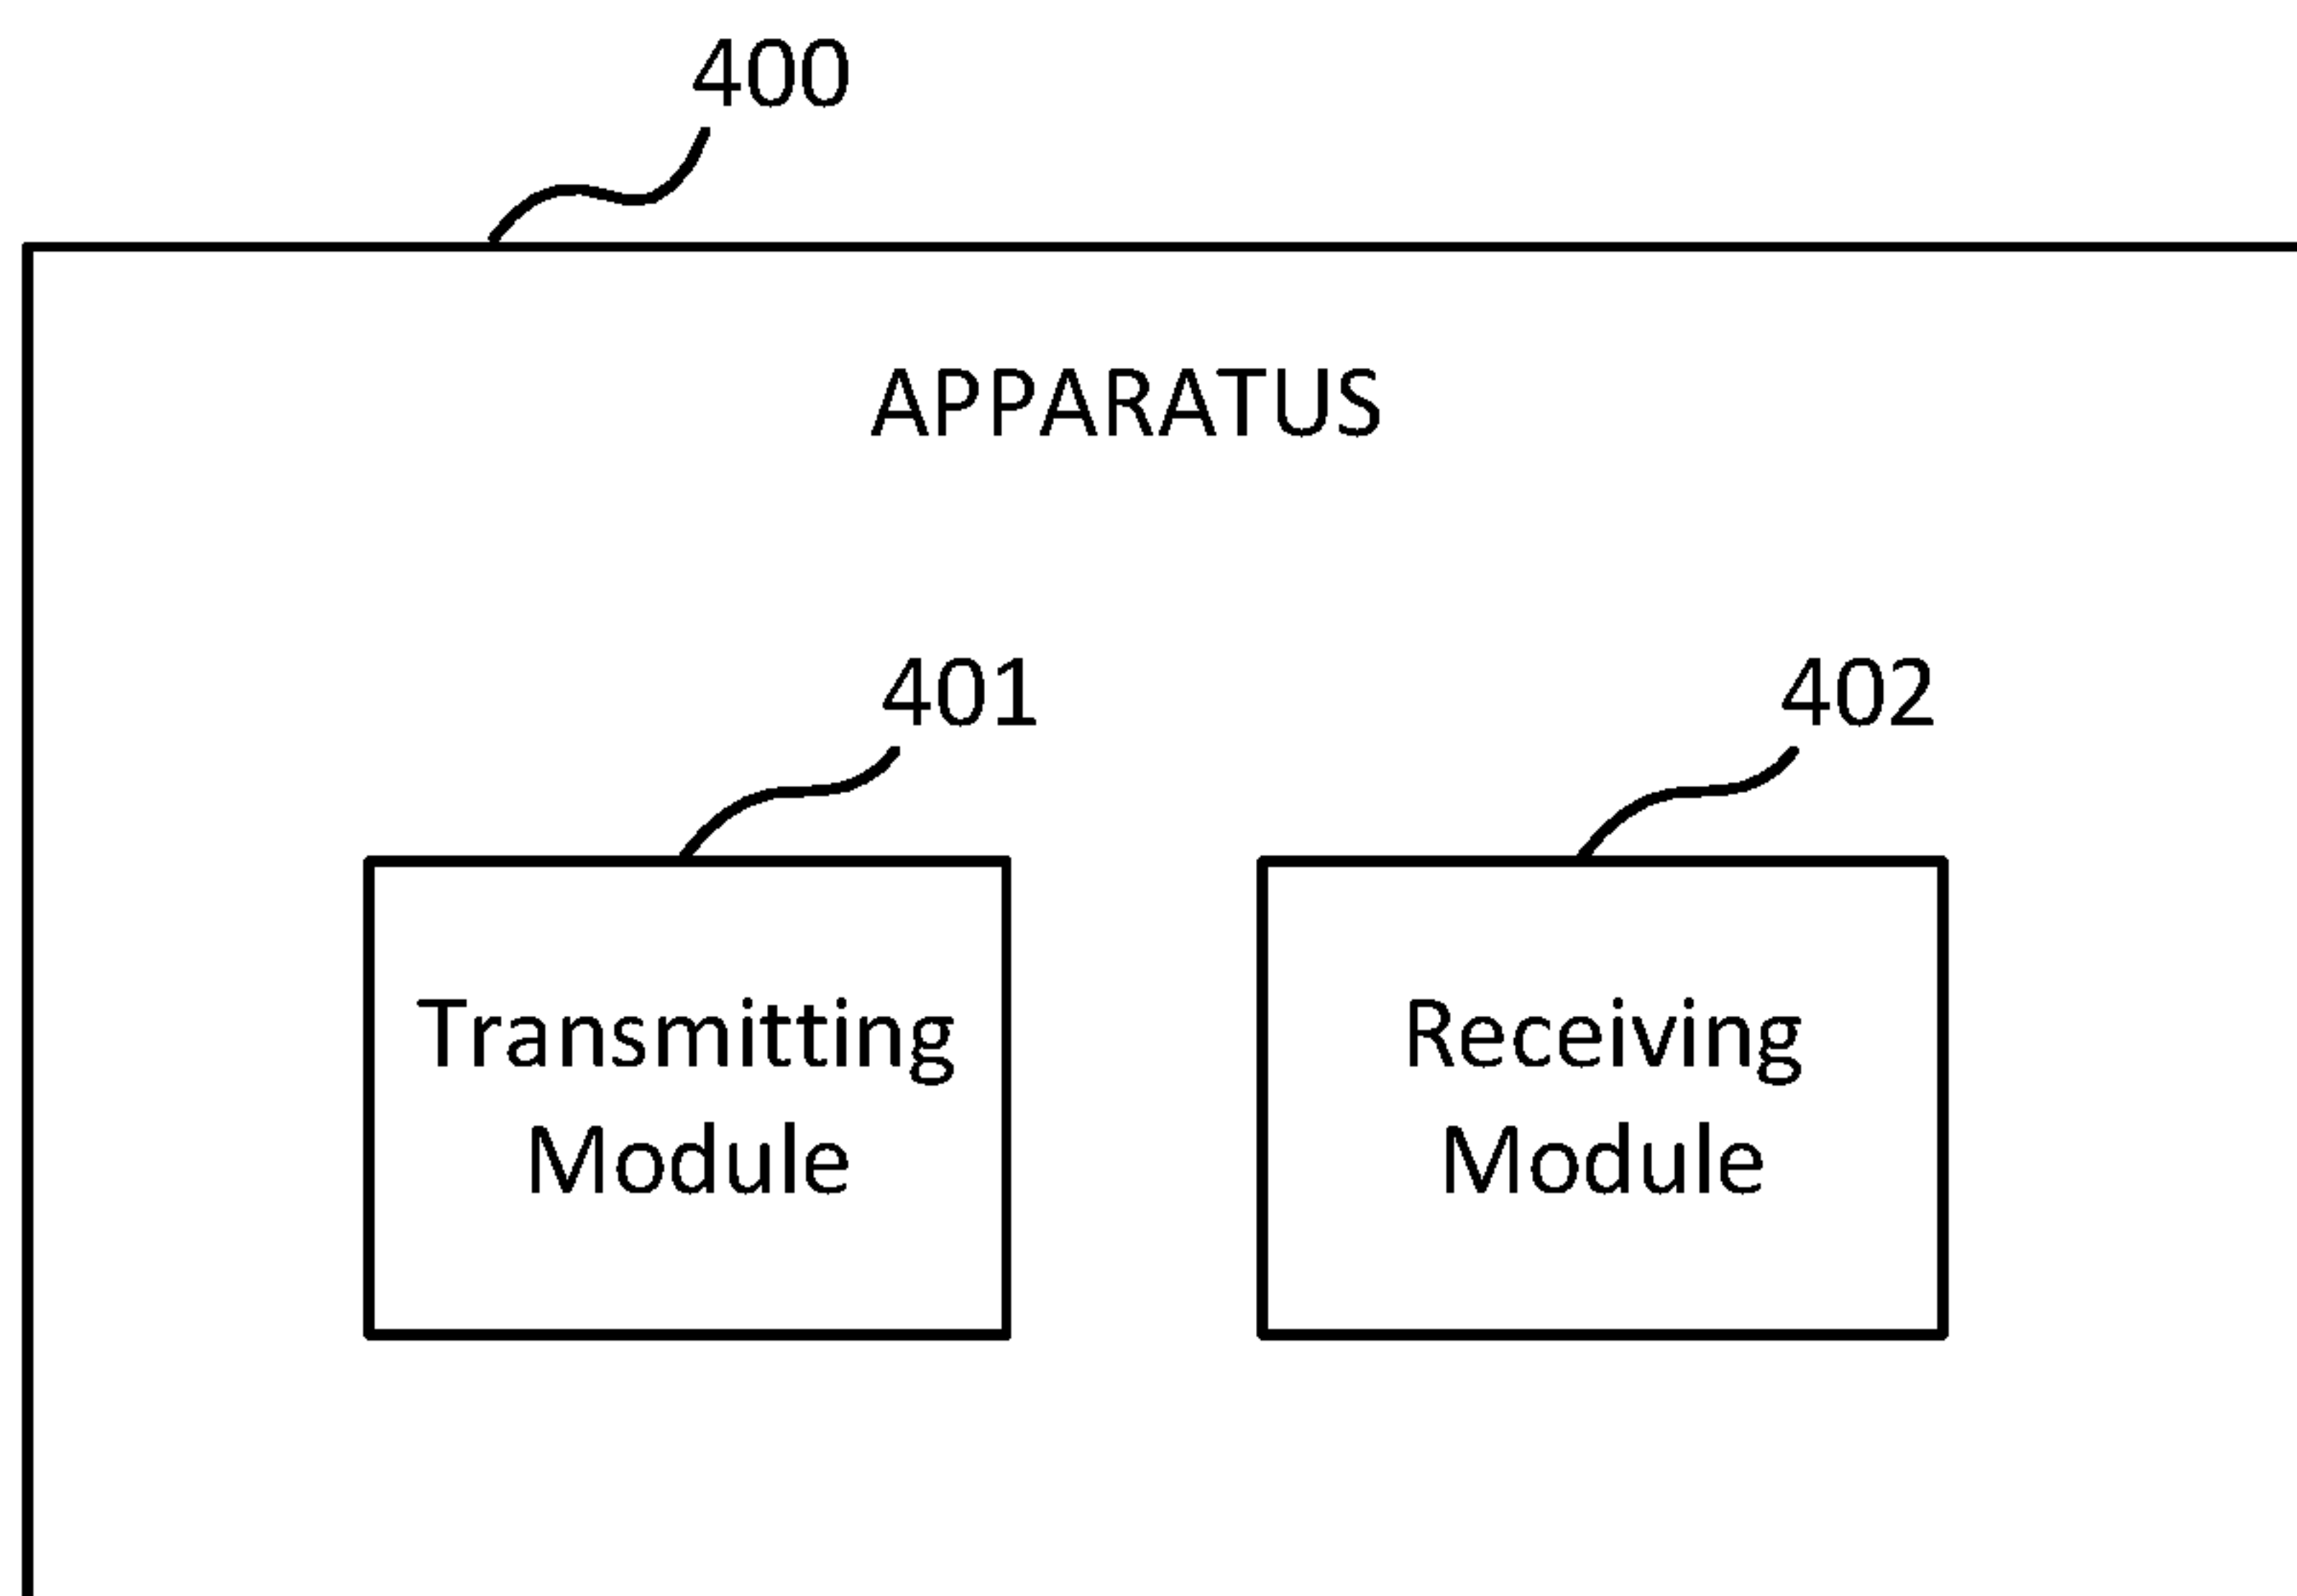 400
APPARATUS
401
402
Transmitting
Module
Receiving
Module